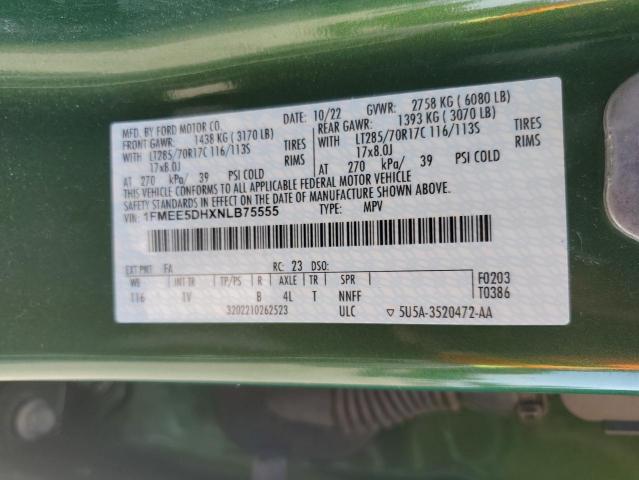 MFD. BY FORD MOTOR CO. DATE: 10/22 GVWR: 2758 KG (6080 LB)
FRONT GAWR: 1438 KG (3170 LB) REAR GAWR: 1393 KG (3070 LB)
WITH LT285/70R17C 116/113S TIRES WITH LT285/70R17C 116/113S TIRES
17x8.0J RIMS 17x8.0J RIMS
AT 270 kPa/ 39 PSI COLD AT 270 kPa/ 39 PSI COLD
THIS VEHICLE CONFORMS TO ALL APPLICABLE FEDERAL MOTOR VEHICLE
SAFETY STANDARDS IN EFFECT ON THE DATE OF MANUFACTURE SHOWN ABOVE.
VIN: 1FMEE5DHXNLB75555 TYPE: MPV
EXT PNT FA RC: 23 DSO: F0203
WB INT TR TP/PS R AXLE TR SPR T0386
116 TV B 4L T NNFF
3202210262523 ULC ▽ 5U5A-3520472-AA